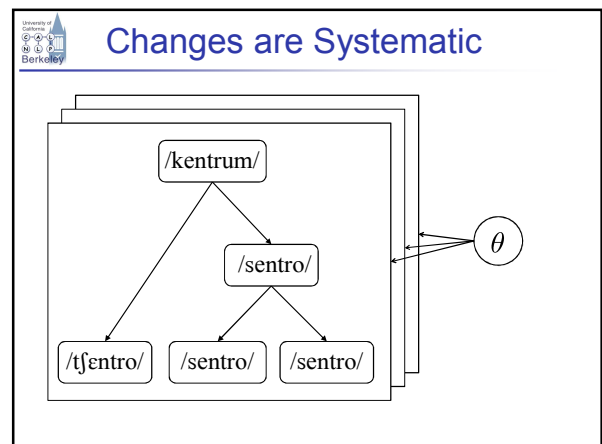 University of
California
C A L
N L P
Berkeley
Changes are Systematic
/kentrum/
/sentro/
θ
/tʃɛntro/ /sentro/ /sentro/